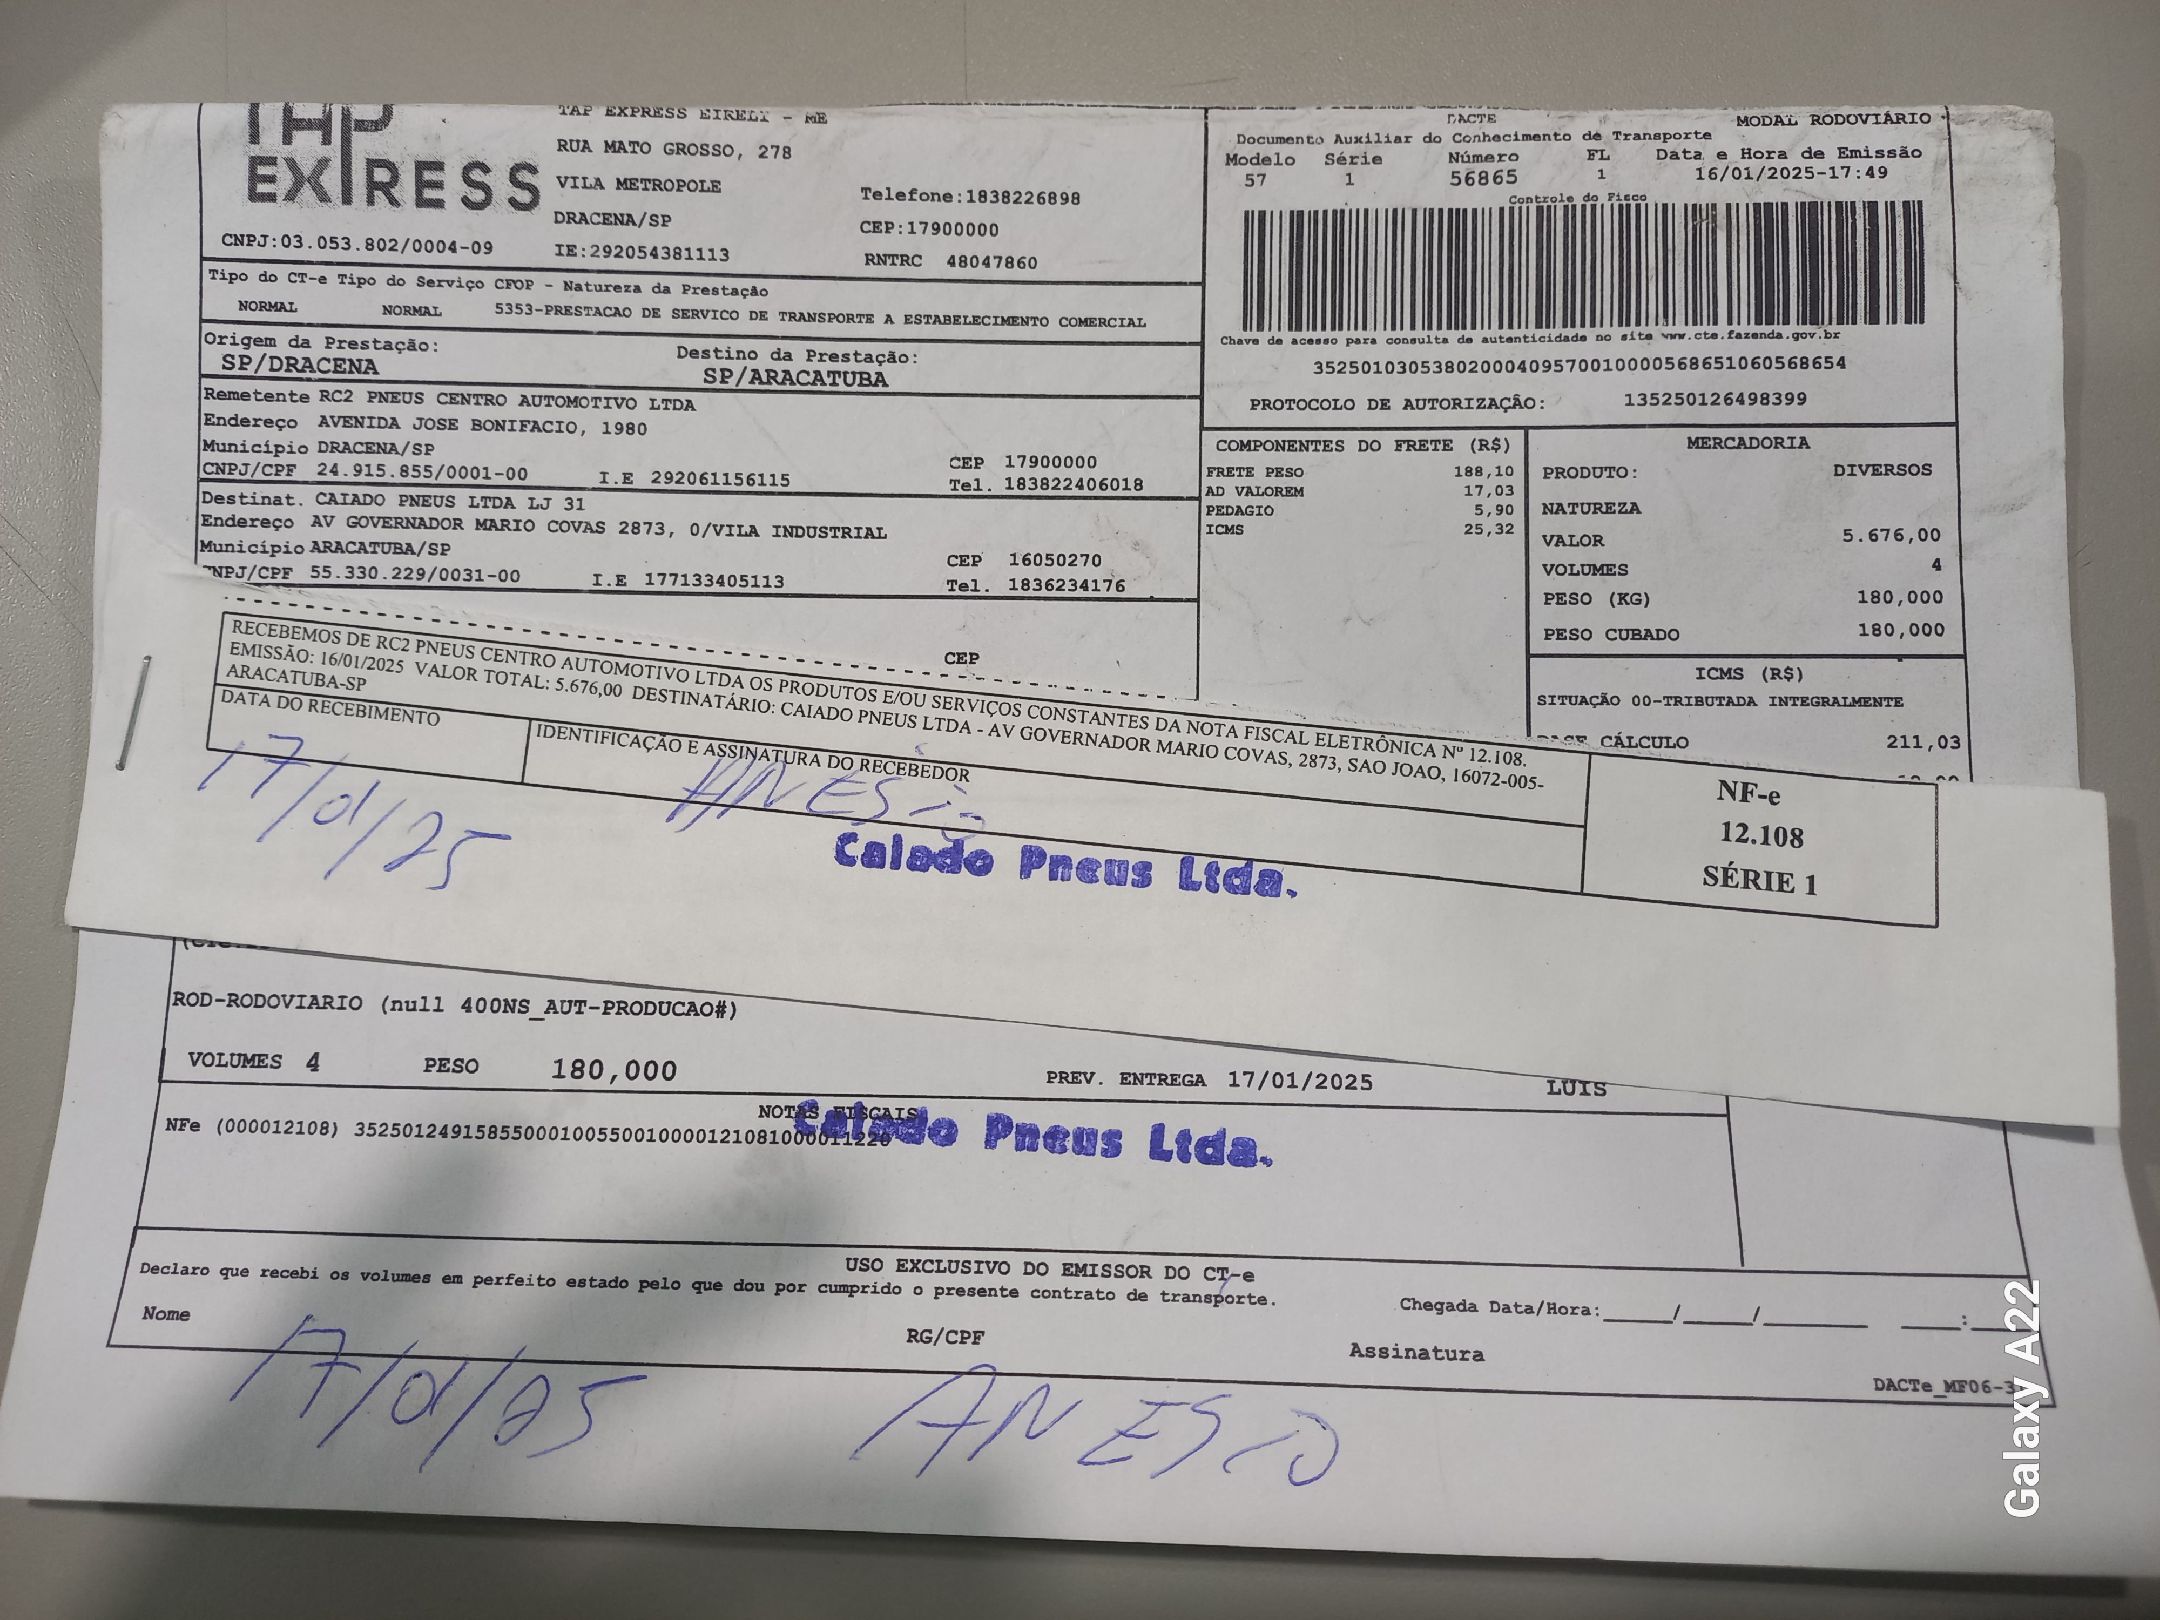 TAP
EXPRESS
TAP EXPRESS EIRELI - ME
RUA MATO GROSSO, 278
VILA METROPOLE
Telefone:1838226898
DRACENA/SP
CEP:17900000
CNPJ:03.053.802/0004-09
IE:292054381113
RNTRC 48047860
DACTE
MODAL RODOVIÁRIO
Documento Auxiliar do Conhecimento de Transporte
Modelo Série Número FL Data e Hora de Emissão
57 1 56865 1 16/01/2025-17:49
Controle do Fisco
Chave de acesso para consulta de autenticidade no site www.cte.fazenda.gov.br
35250103053802000409570010000568651060568654
PROTOCOLO DE AUTORIZAÇÃO: 135250126498399
Tipo do CT-e Tipo do Serviço CFOP - Natureza da Prestação
NORMAL NORMAL 5353-PRESTACAO DE SERVICO DE TRANSPORTE A ESTABELECIMENTO COMERCIAL
Origem da Prestação: Destino da Prestação:
SP/DRACENA SP/ARACATUBA
Remetente RC2 PNEUS CENTRO AUTOMOTIVO LTDA
Endereço AVENIDA JOSE BONIFACIO, 1980
Município DRACENA/SP CEP 17900000
CNPJ/CPF 24.915.855/0001-00 I.E 292061156115 Tel. 183822406018
Destinat. CAIADO PNEUS LTDA LJ 31
Endereço AV GOVERNADOR MARIO COVAS 2873, 0/VILA INDUSTRIAL
Município ARACATUBA/SP CEP 16050270
CNPJ/CPF 55.330.229/0031-00 I.E 177133405113 Tel. 1836234176
CEP
COMPONENTES DO FRETE (R$)
FRETE PESO 188,10
AD VALOREM 17,03
PEDAGIO 5,90
ICMS 25,32
MERCADORIA
PRODUTO: DIVERSOS
NATUREZA
VALOR 5.676,00
VOLUMES 4
PESO (KG) 180,000
PESO CUBADO 180,000
ICMS (R$)
SITUAÇÃO 00-TRIBUTADA INTEGRALMENTE
BASE CÁLCULO 211,03
RECEBEMOS DE RC2 PNEUS CENTRO AUTOMOTIVO LTDA OS PRODUTOS E/OU SERVIÇOS CONSTANTES DA NOTA FISCAL ELETRÔNICA Nº 12.108.
EMISSÃO: 16/01/2025 VALOR TOTAL: 5.676,00 DESTINATÁRIO: CAIADO PNEUS LTDA - AV GOVERNADOR MARIO COVAS, 2873, SAO JOAO, 16072-005-
ARACATUBA-SP
DATA DO RECEBIMENTO
IDENTIFICAÇÃO E ASSINATURA DO RECEBEDOR
NF-e
12.108
SÉRIE 1
17/01/25
ANESIO
Caiado Pneus Ltda.
ROD-RODOVIARIO (null 400NS_AUT-PRODUCAO#)
VOLUMES 4 PESO 180,000 PREV. ENTREGA 17/01/2025 LUIS
NOTAS FISCAIS
NFe (000012108) 35250124915855000100550010000121081000011220
Caiado Pneus Ltda.
USO EXCLUSIVO DO EMISSOR DO CT-e
Declaro que recebi os volumes em perfeito estado pelo que dou por cumprido o presente contrato de transporte.
Chegada Data/Hora:_____/_____/________ ____:____
Nome RG/CPF Assinatura
DACTe_MF06-3
17/01/25 ANESIO
Galaxy A22